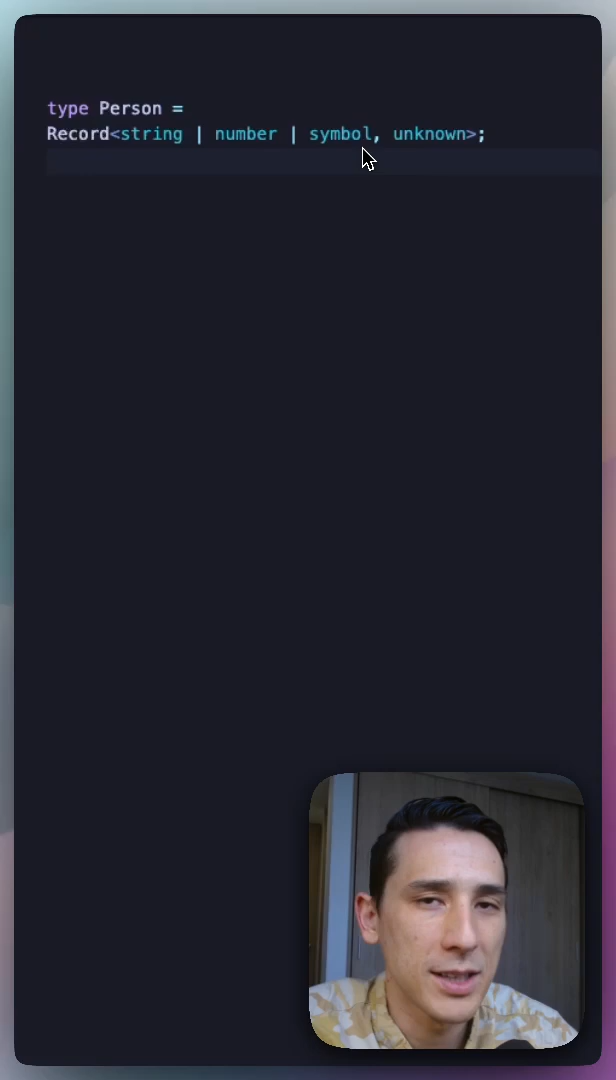 type Person =
Record<string | number | symbol, unknown>;